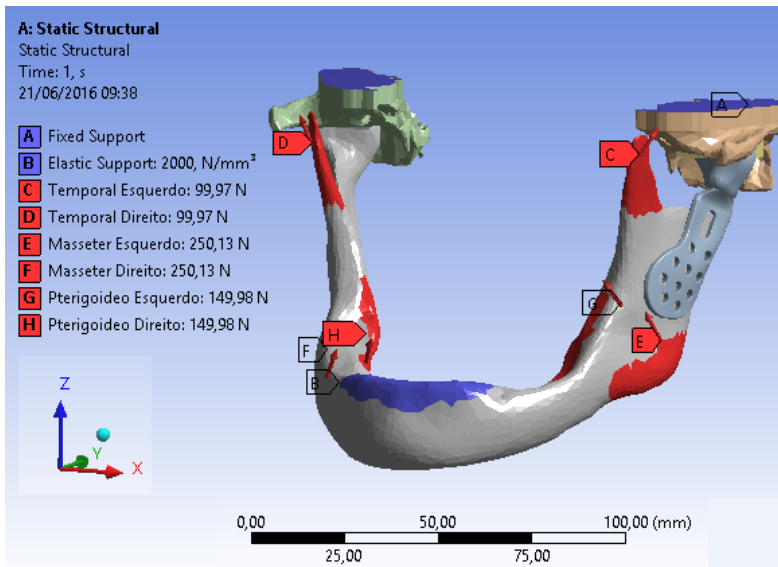 A: Static Structural
Static Structural
Time: 1, s
21/06/2016 09:38
A Fixed Support
B Elastic Support: 2000, N/mm³
C Temporal Esquerdo: 99,97 N
D Temporal Direito: 99,97 N
E Masseter Esquerdo: 250,13 N
F Masseter Direito: 250,13 N
G Pterigoideo Esquerdo: 149,98 N
H Pterigoideo Direito: 149,98 N
A
D
C
G
H
E
F
B
Z
Y
X
0,00 50,00 100,00 (mm)
25,00 75,00